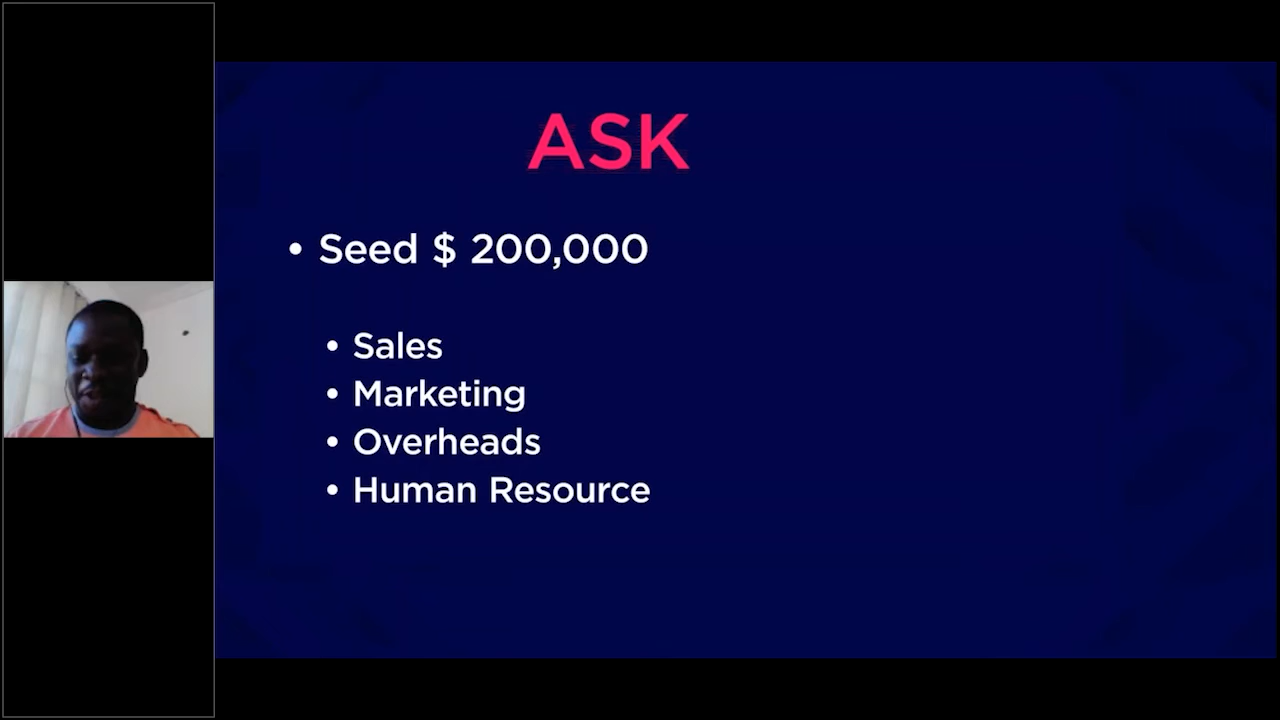 ASK
• Seed $ 200,000
• Sales
• Marketing
• Overheads
• Human Resource